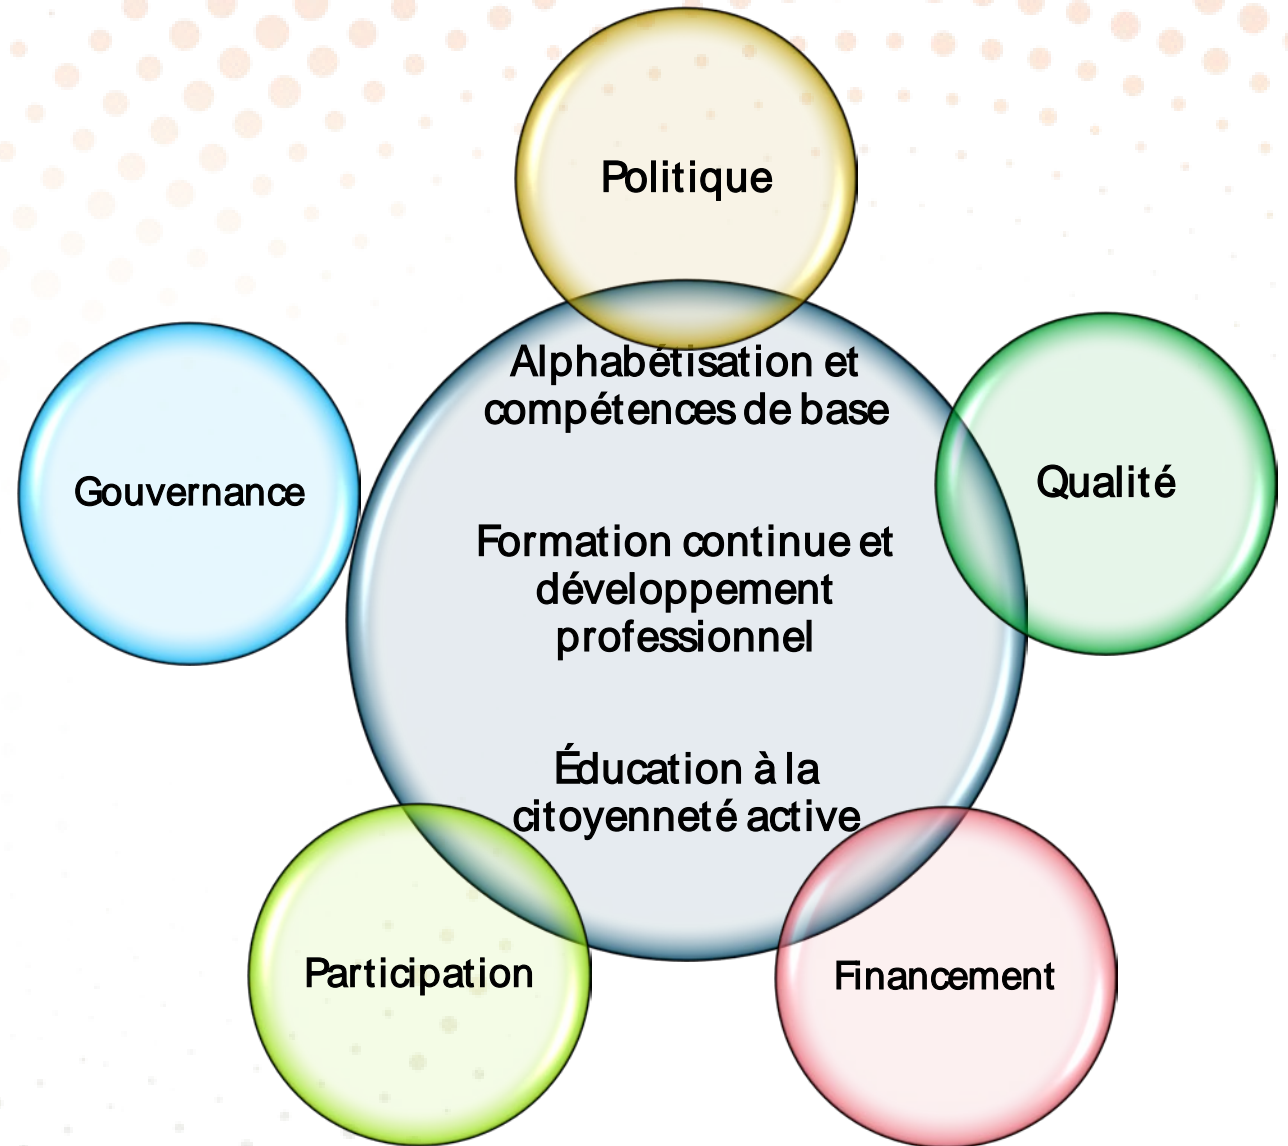 Politique
Alphabétisation et
compétences de base
Gouvernance
Qualité
Formation continue et
développement
professionnel
Éducation à la
citoyenneté active
Participation
Financement